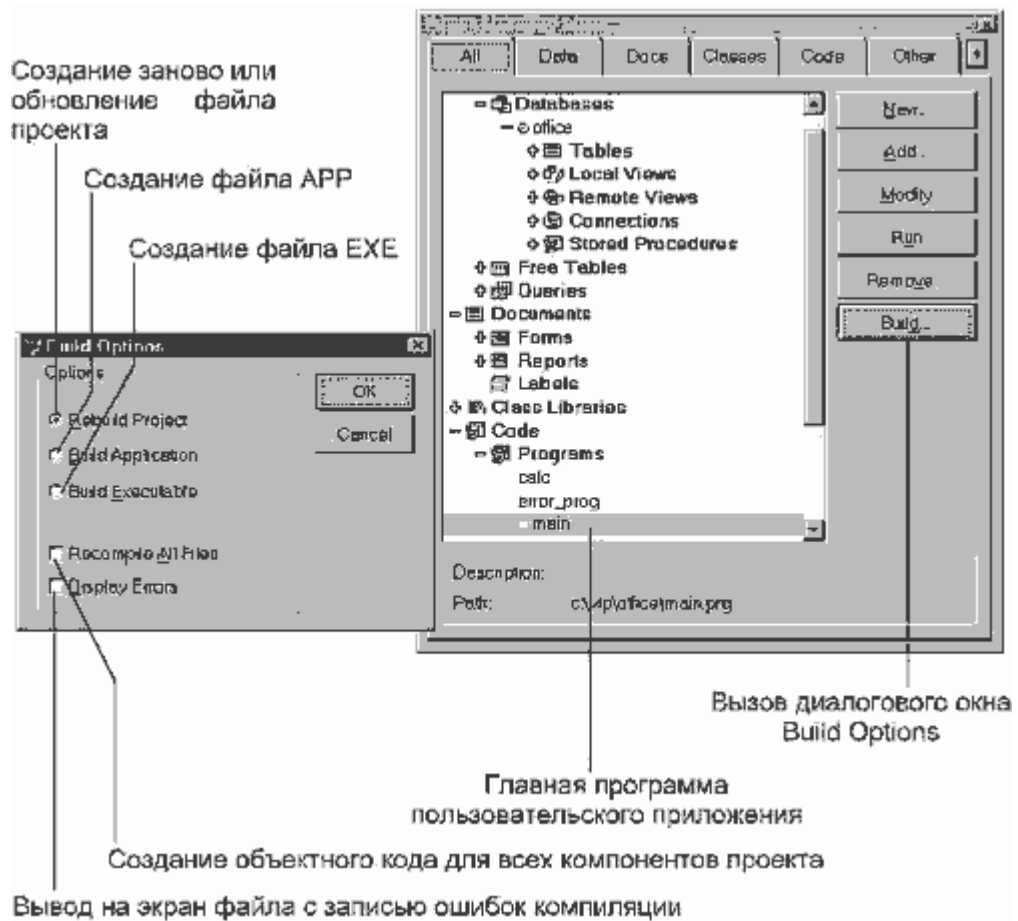 All
Data
Docs
Classes
Code
Other
Создание заново или
обновление файла
проекта
Создание файла APP
Создание файла EXE
Databases
office
Tables
Local Views
Remote Views
Connections
Stored Procedures
Free Tables
Queries
Documents
Forms
Reports
Labels
Class Libraries
Code
Programs
calc
error_prog
main
New...
Add...
Modify
Run
Remove
Build...
Description:
Path:
Build Options
Options
Rebuild Project
Build Application
Build Executable
Recompile All Files
Display Errors
OK
Cancel
Вызов диалогового окна
Build Options
Главная программа
пользовательского приложения
Создание объектного кода для всех компонентов проекта
Вывод на экран файла с записью ошибок компиляции